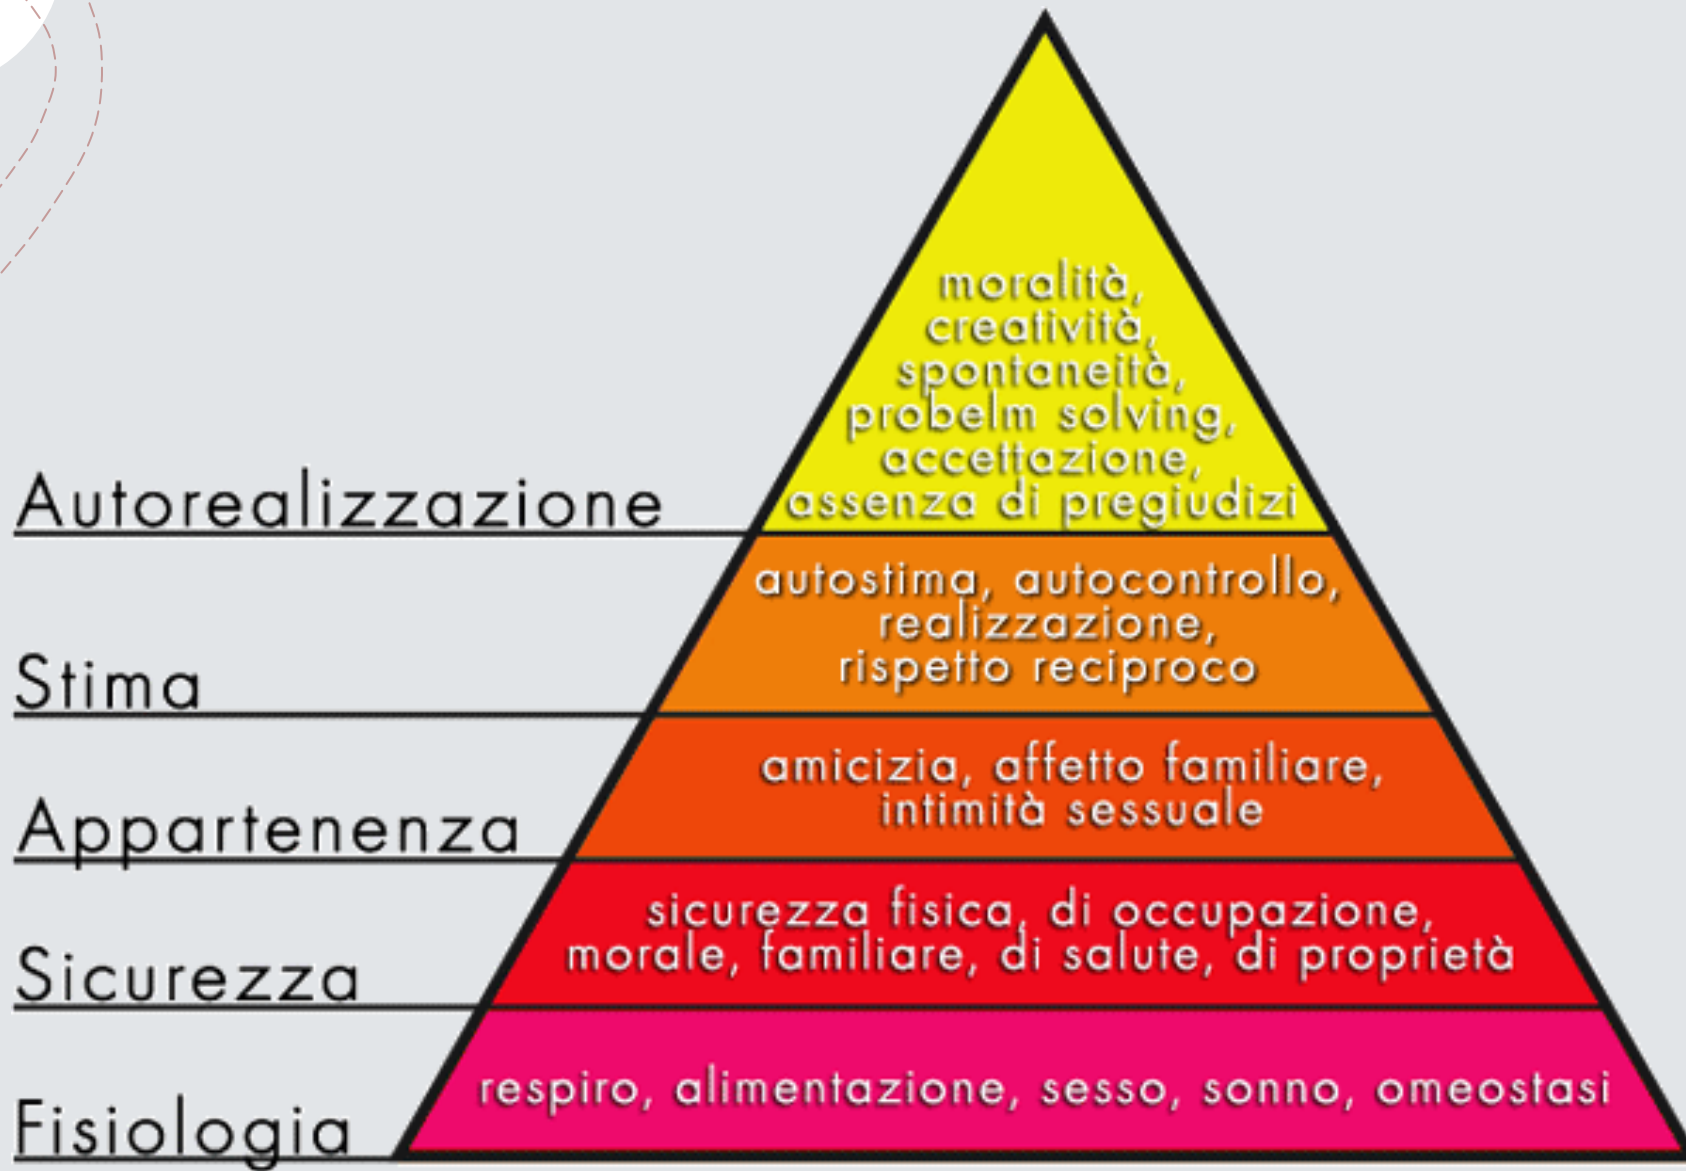 moralità,
creatività,
spontaneità,
probelm solving,
accettazione,
assenza di pregiudizi
Autorealizzazione
autostima, autocontrollo,
realizzazione,
rispetto reciproco
Stima
amicizia, affetto familiare,
intimità sessuale
Appartenenza
sicurezza fisica, di occupazione,
morale, familiare, di salute, di proprietà
Sicurezza
respiro, alimentazione, sesso, sonno, omeostasi
Fisiologia